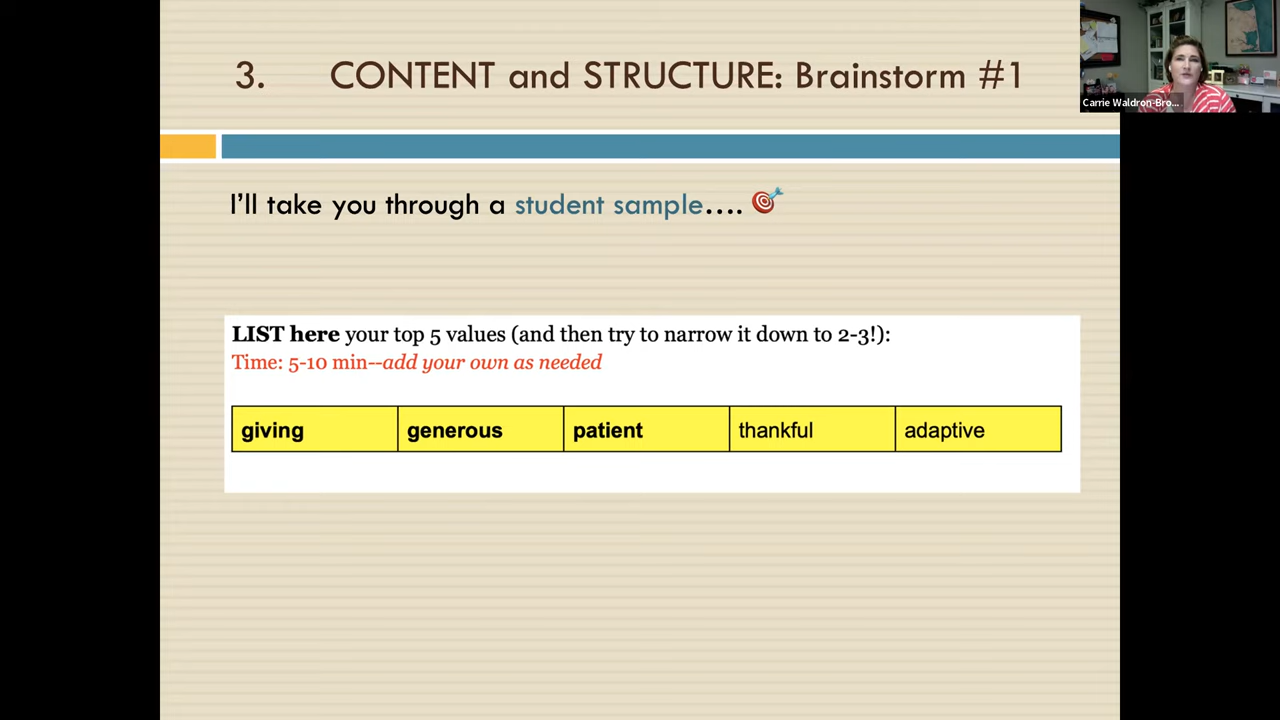 3. CONTENT and STRUCTURE: Brainstorm #1
Carrie Waldron-Bro...
I'll take you through a student sample....
LIST here your top 5 values (and then try to narrow it down to 2-3!):
Time: 5-10 min--add your own as needed
giving generous patient thankful adaptive